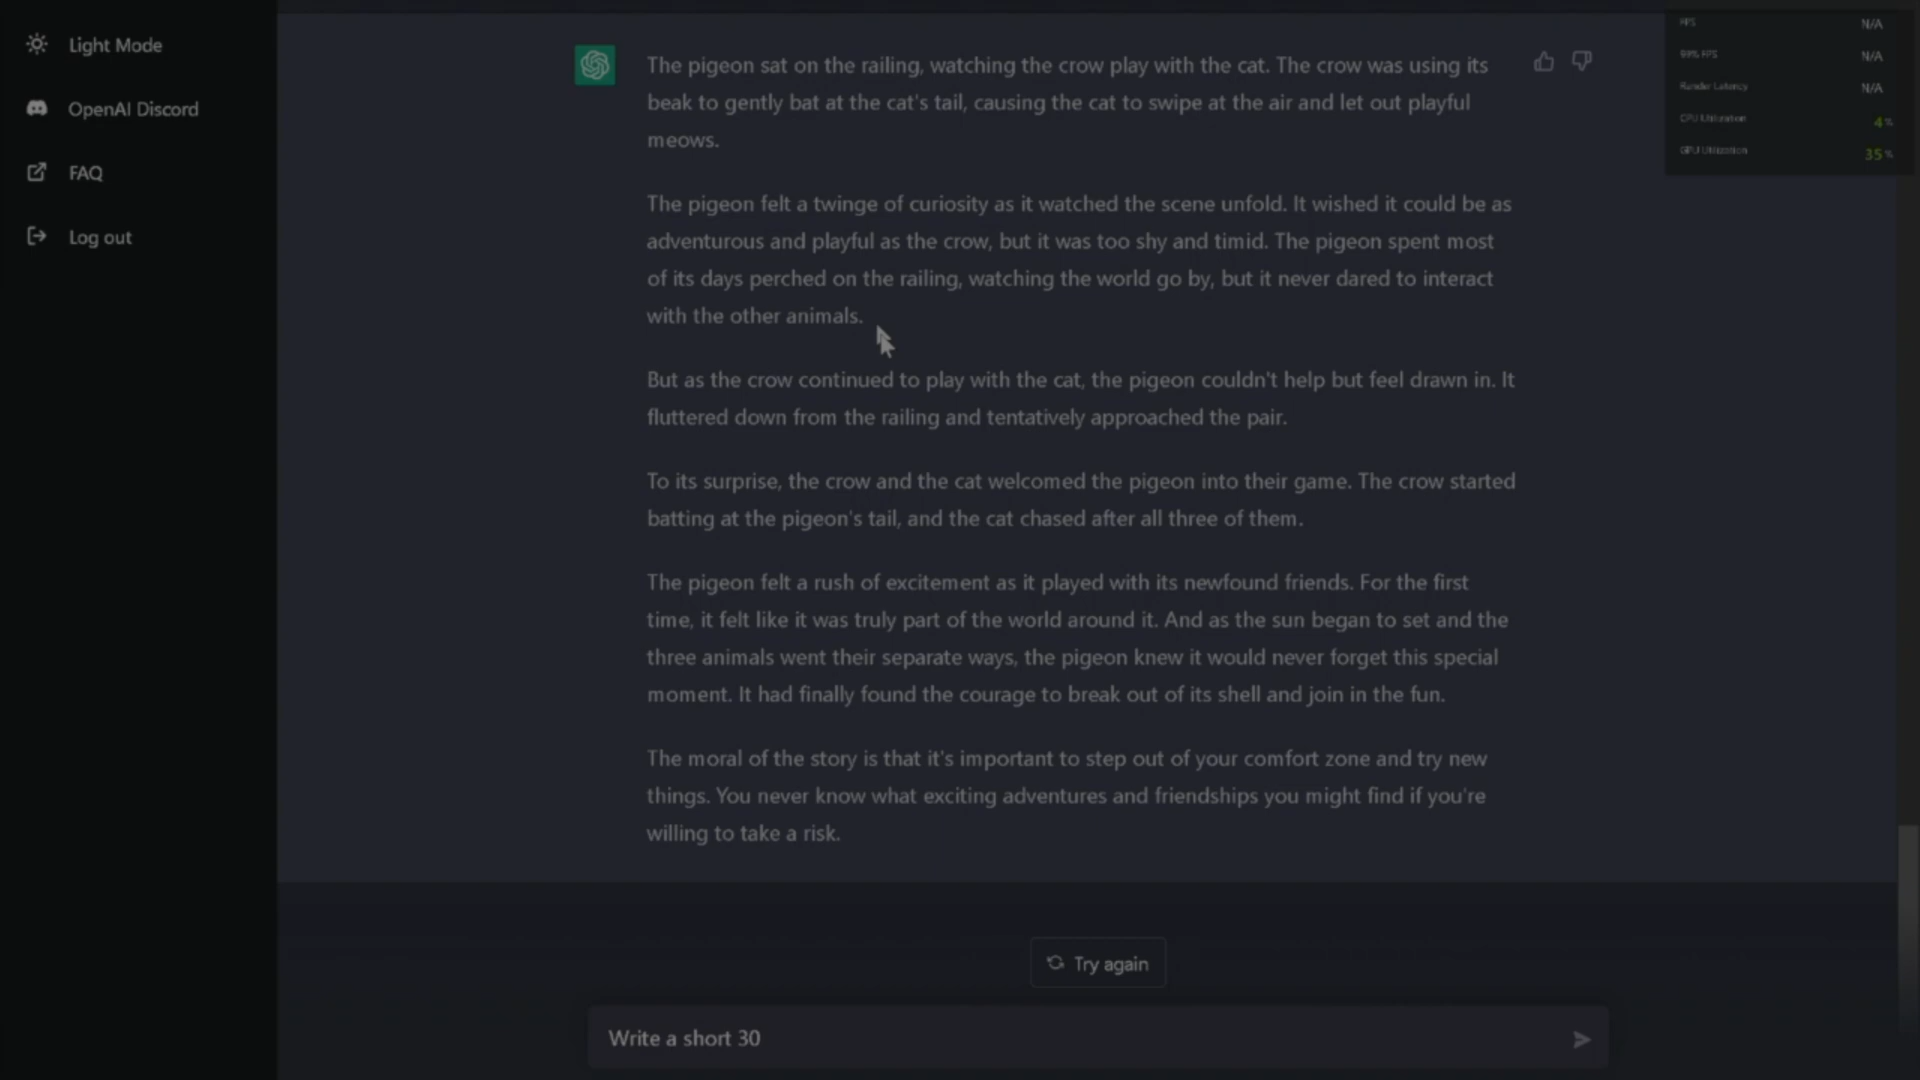 Light Mode
OpenAI Discord
FAQ
Log out
The pigeon sat on the railing, watching the crow play with the cat. The crow was using its
beak to gently bat at the cat's tail, causing the cat to swipe at the air and let out playful
meows.
The pigeon felt a twinge of curiosity as it watched the scene unfold. It wished it could be as
adventurous and playful as the crow, but it was too shy and timid. The pigeon spent most
of its days perched on the railing, watching the world go by, but it never dared to interact
with the other animals.
But as the crow continued to play with the cat, the pigeon couldn't help but feel drawn in. It
fluttered down from the railing and tentatively approached the pair.
To its surprise, the crow and the cat welcomed the pigeon into their game. The crow started
batting at the pigeon's tail, and the cat chased after all three of them.
The pigeon felt a rush of excitement as it played with its newfound friends. For the first
time, it felt like it was truly part of the world around it. And as the sun began to set and the
three animals went their separate ways, the pigeon knew it would never forget this special
moment. It had finally found the courage to break out of its shell and join in the fun.
The moral of the story is that it's important to step out of your comfort zone and try new
things. You never know what exciting adventures and friendships you might find if you're
willing to take a risk.
Try again
Write a short 30
FPS N/A
99% FPS N/A
Render Latency N/A
CPU Utilization 4%
GPU Utilization 35%